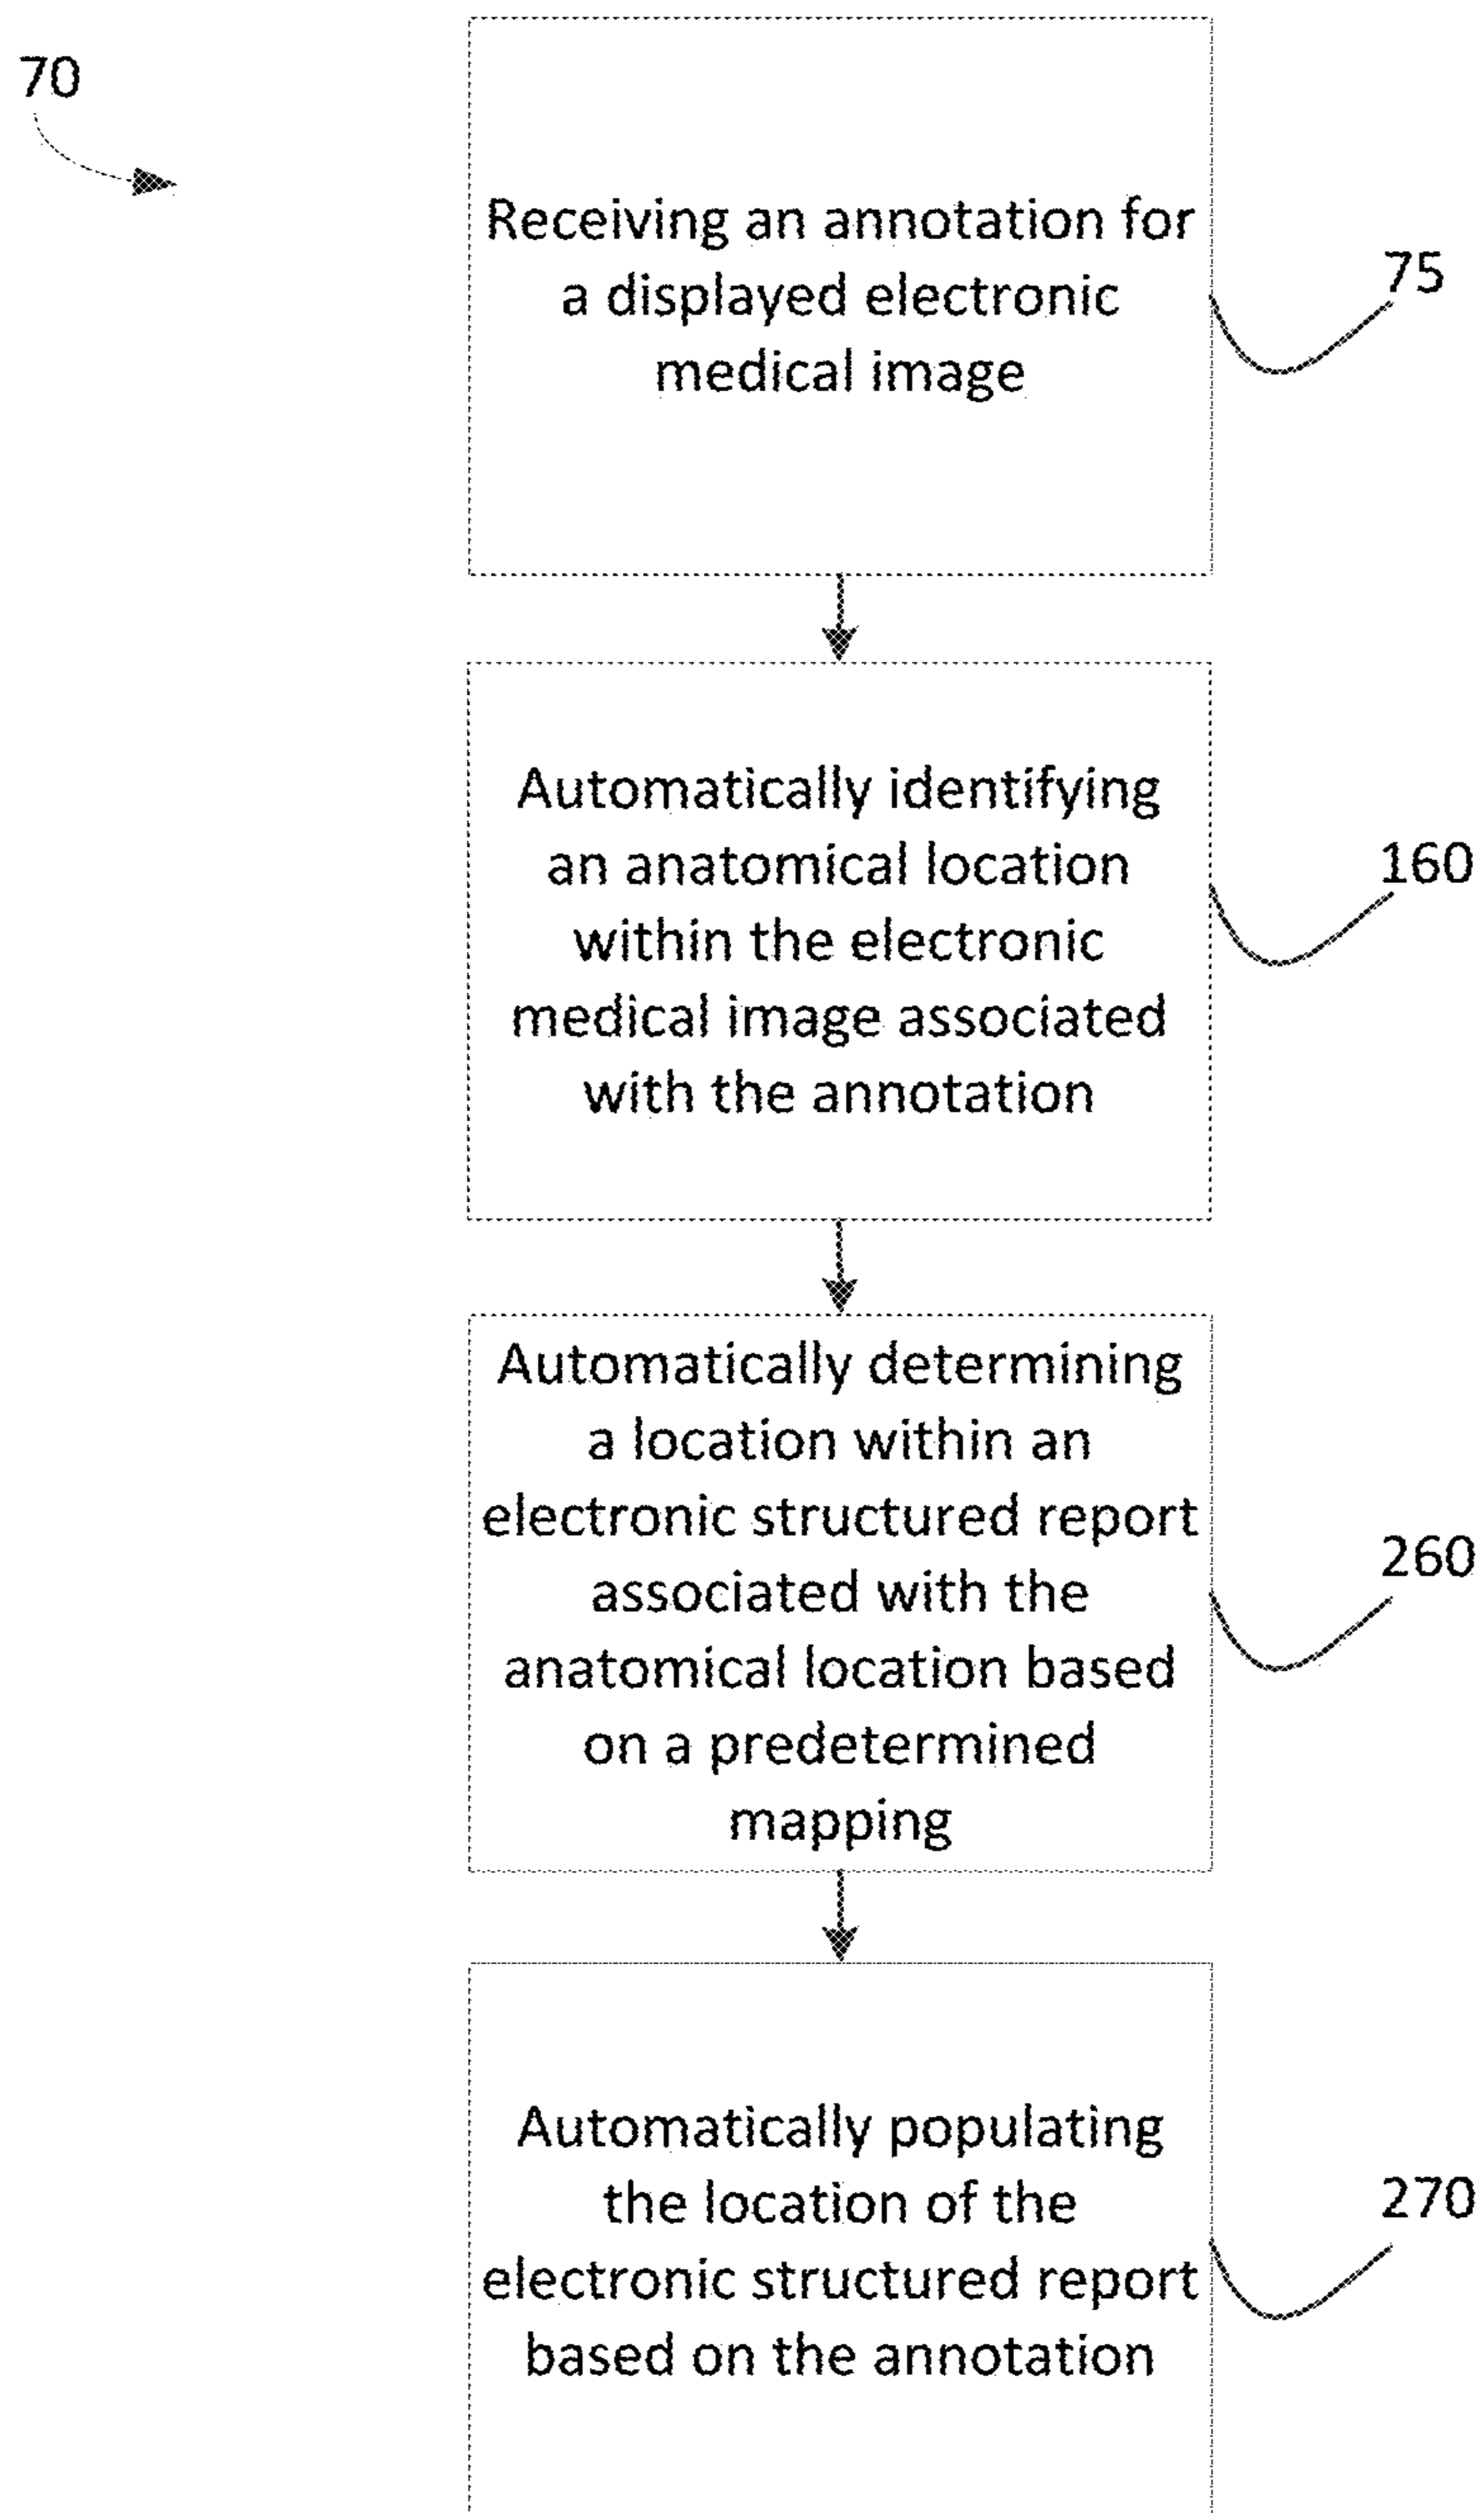 70
Receiving an annotation for
a displayed electronic
medical image
75
Automatically identifying
an anatomical location
within the electronic
medical image associated
with the annotation
160
Automatically determining
a location within an
electronic structured report
associated with the
anatomical location based
on a predetermined
mapping
260
Automatically populating
the location of the
electronic structured report
based on the annotation
270